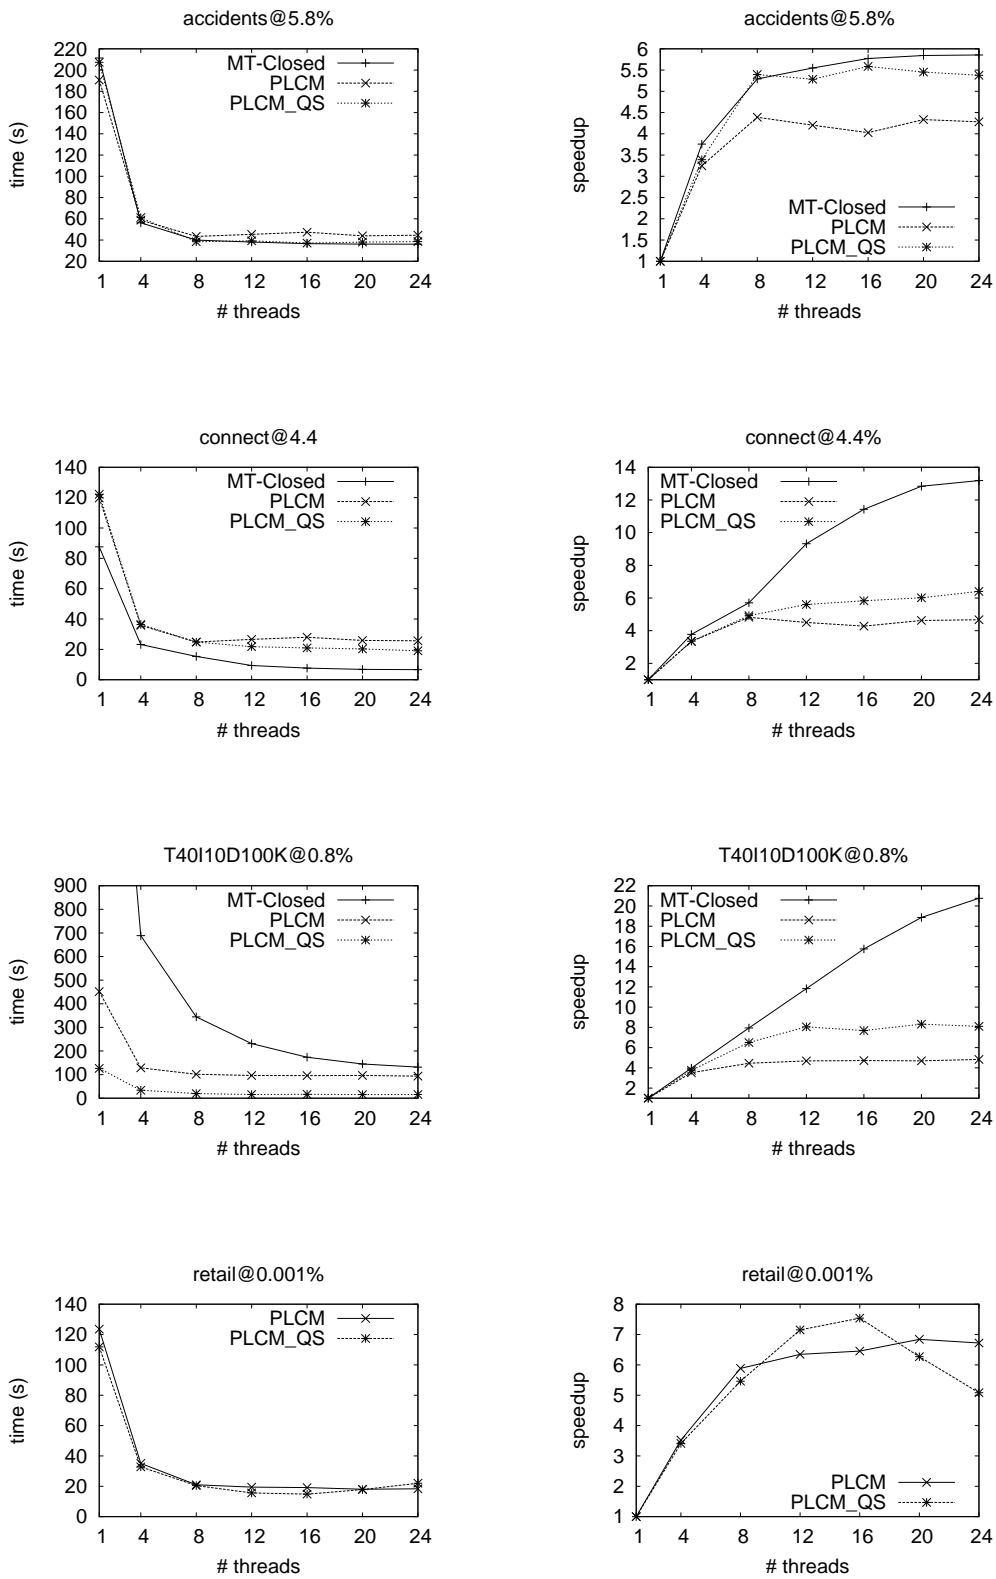 accidents@5.8%
220
200
180
160
140
120
100
80
60
40
20
time (s)
MT-Closed
PLCM
PLCM_QS
1 4 8 12 16 20 24
# threads
accidents@5.8%
6
5.5
5
4.5
4
3.5
3
2.5
2
1.5
1
speedup
MT-Closed
PLCM
PLCM_QS
1 4 8 12 16 20 24
# threads
connect@4.4
140
120
100
80
60
40
20
0
time (s)
MT-Closed
PLCM
PLCM_QS
1 4 8 12 16 20 24
# threads
connect@4.4%
14
12
10
8
6
4
2
speedup
MT-Closed
PLCM
PLCM_QS
1 4 8 12 16 20 24
# threads
T40I10D100K@0.8%
900
800
700
600
500
400
300
200
100
0
time (s)
MT-Closed
PLCM
PLCM_QS
1 4 8 12 16 20 24
# threads
T40I10D100K@0.8%
22
20
18
16
14
12
10
8
6
4
2
speedup
MT-Closed
PLCM
PLCM_QS
1 4 8 12 16 20 24
# threads
retail@0.001%
140
120
100
80
60
40
20
0
time (s)
PLCM
PLCM_QS
1 4 8 12 16 20 24
# threads
retail@0.001%
8
7
6
5
4
3
2
1
speedup
PLCM
PLCM_QS
1 4 8 12 16 20 24
# threads